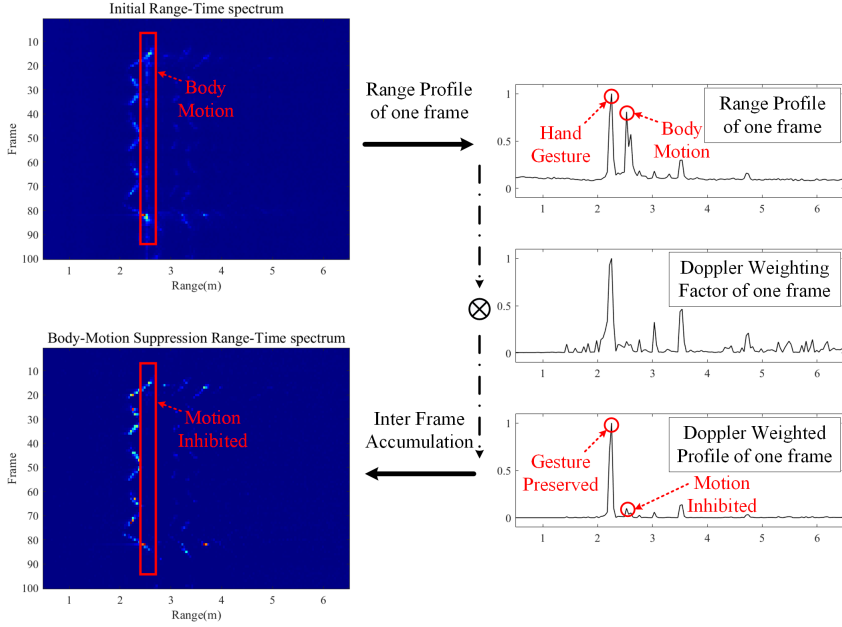 Initial Range-Time spectrum
10
20
30
40
50
60
70
80
90
100
Frame
1
2
3
4
5
6
Range(m)
Body
Motion
Range Profile
of one frame
Range Profile
of one frame
1
0.5
0
Hand
Gesture
Body
Motion
1
2
3
4
5
6
Doppler Weighting
Factor of one frame
1
0.5
0
1
2
3
4
5
6
Body-Motion Suppression Range-Time spectrum
10
20
30
40
50
60
70
80
90
100
Frame
1
2
3
4
5
6
Range(m)
Motion
Inhibited
Inter Frame
Accumulation
Doppler Weighted
Profile of one frame
1
0.5
0
Gesture
Preserved
Motion
Inhibited
1
2
3
4
5
6